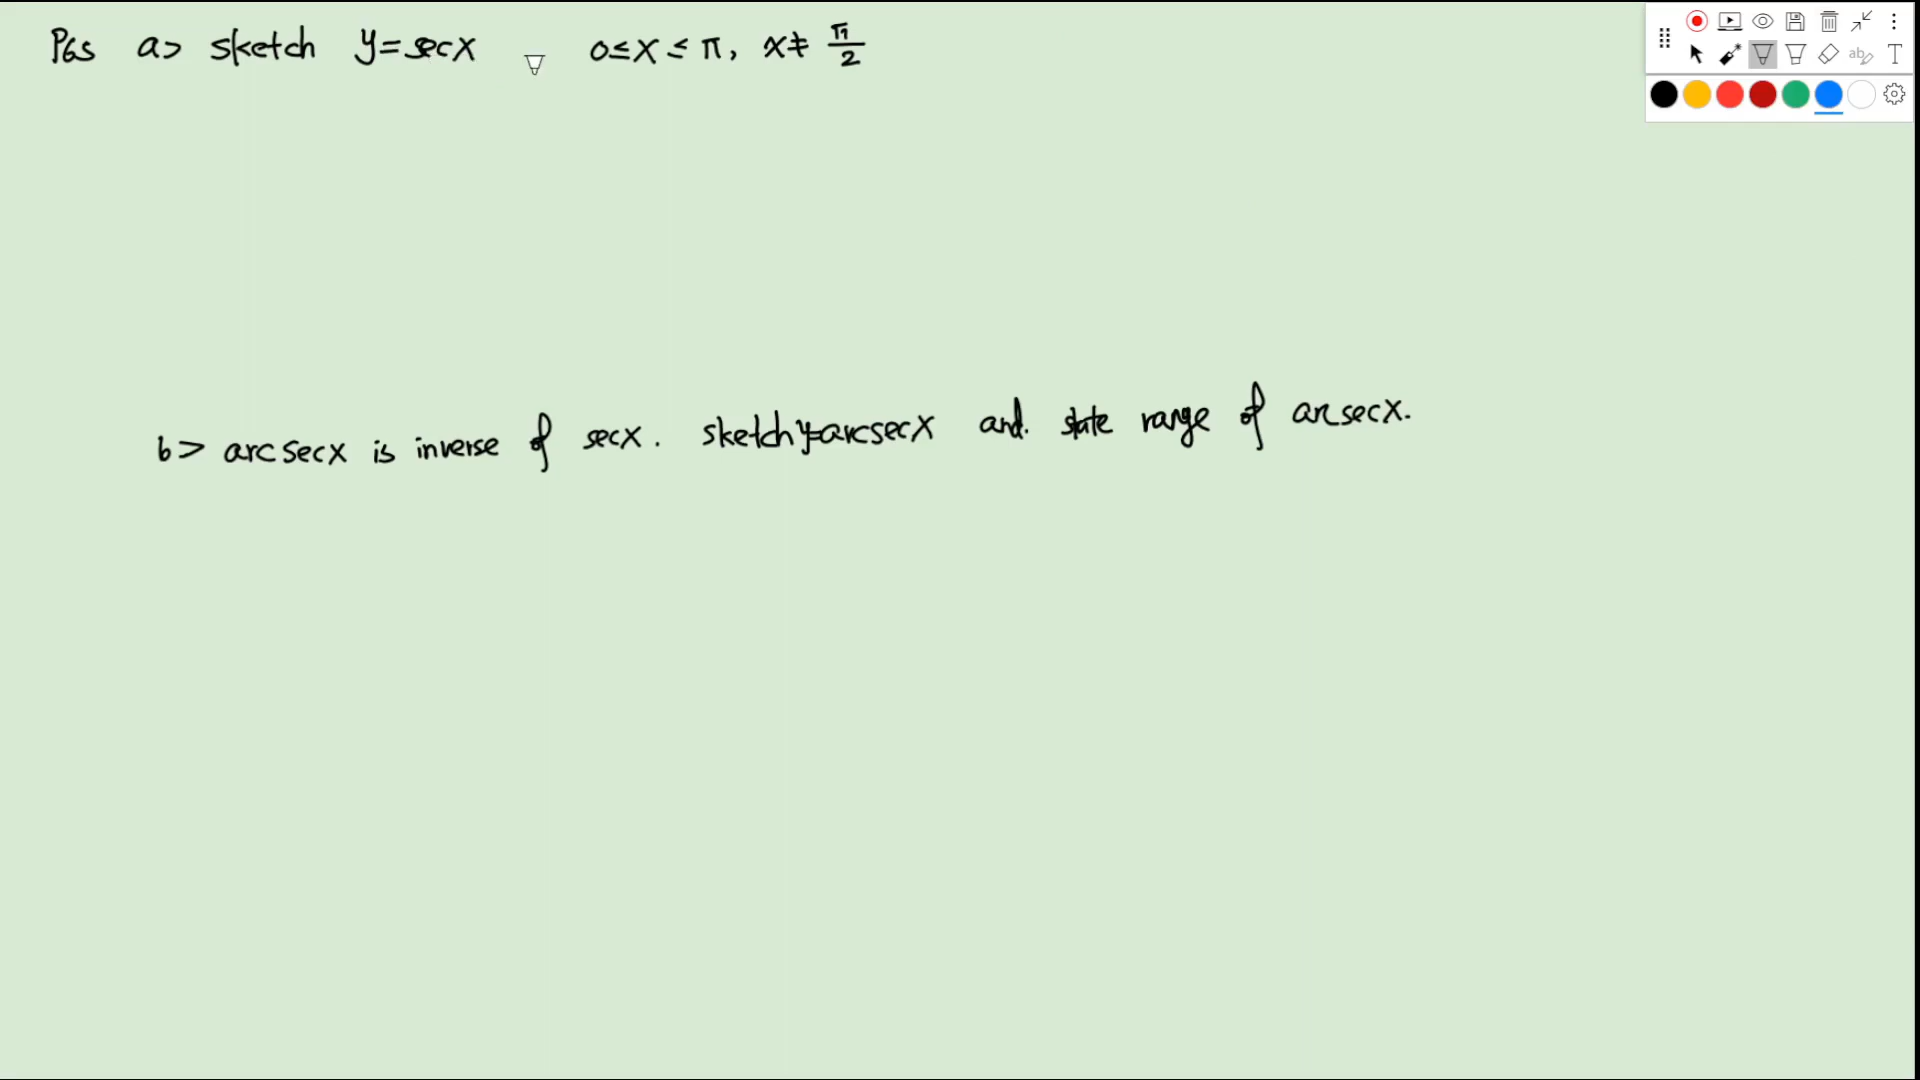 P65 a> sketch y=secx 0≤x≤π, x≠π/2
b> arcsecx is inverse of secx. sketch y=arcsecx and. state range of arcsecx.